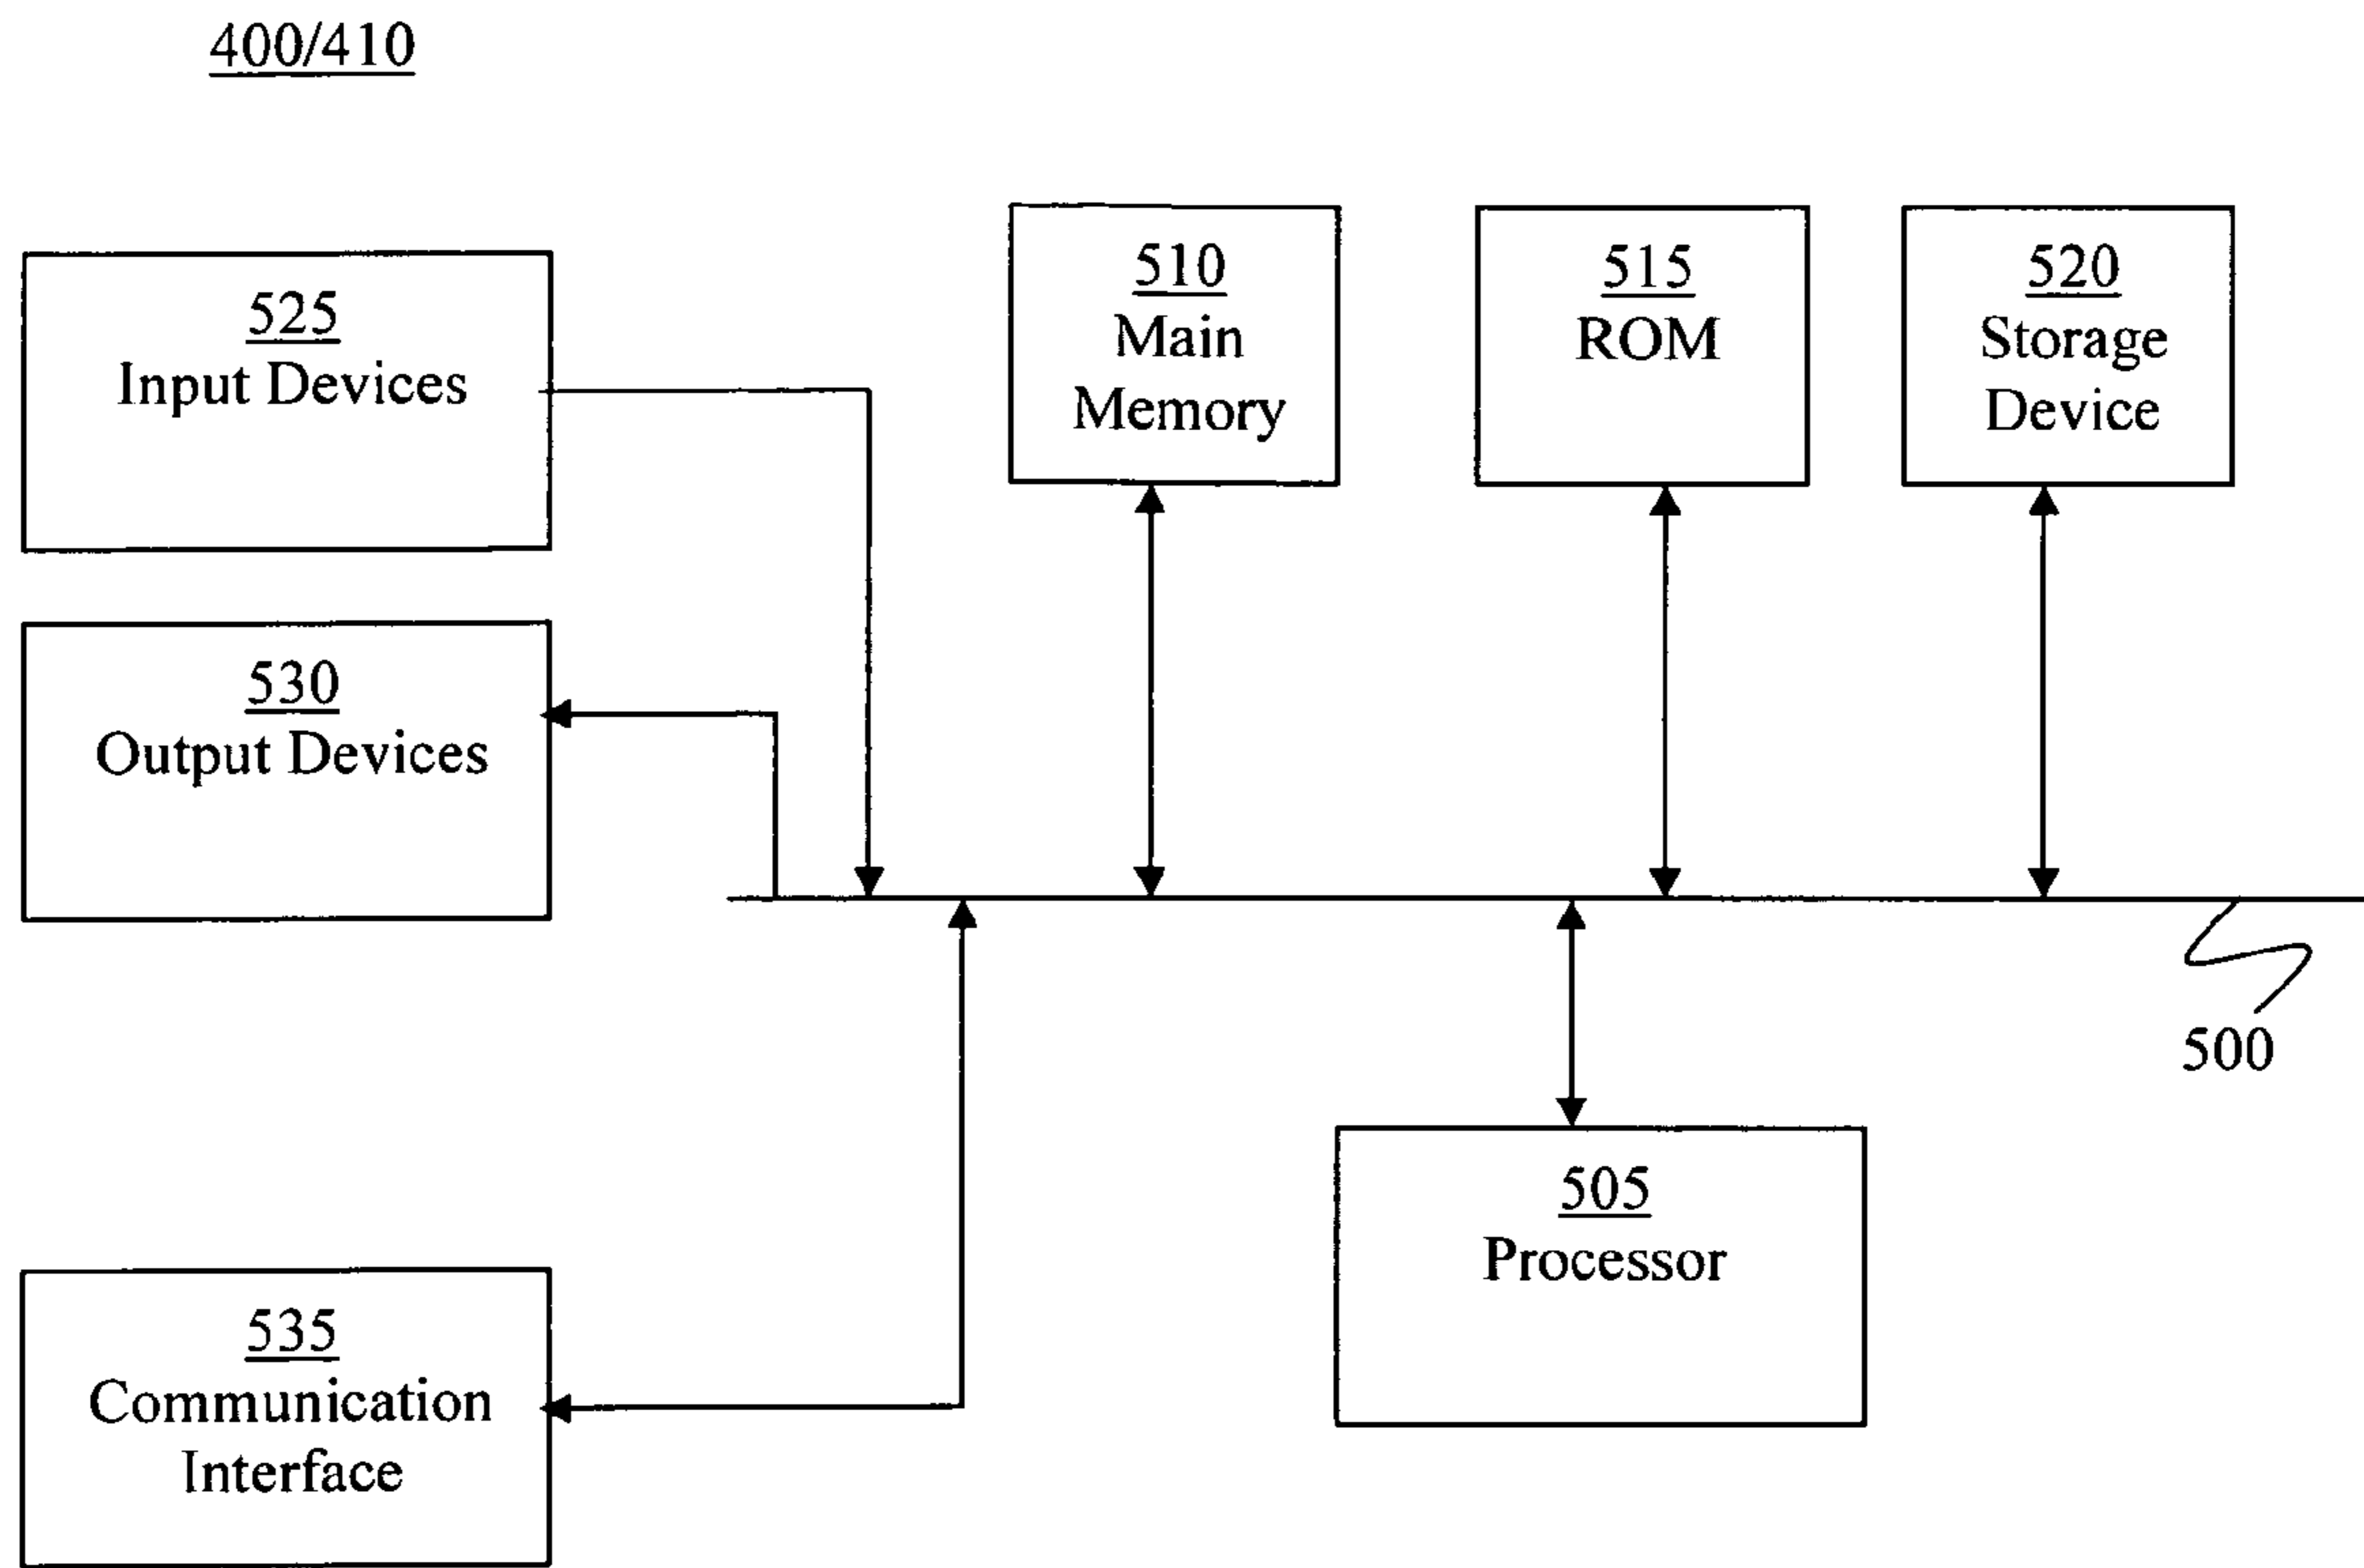 400/410
525
Input Devices
510
Main
Memory
515
ROM
520
Storage
Device
530
Output Devices
500
505
Processor
535
Communication
Interface